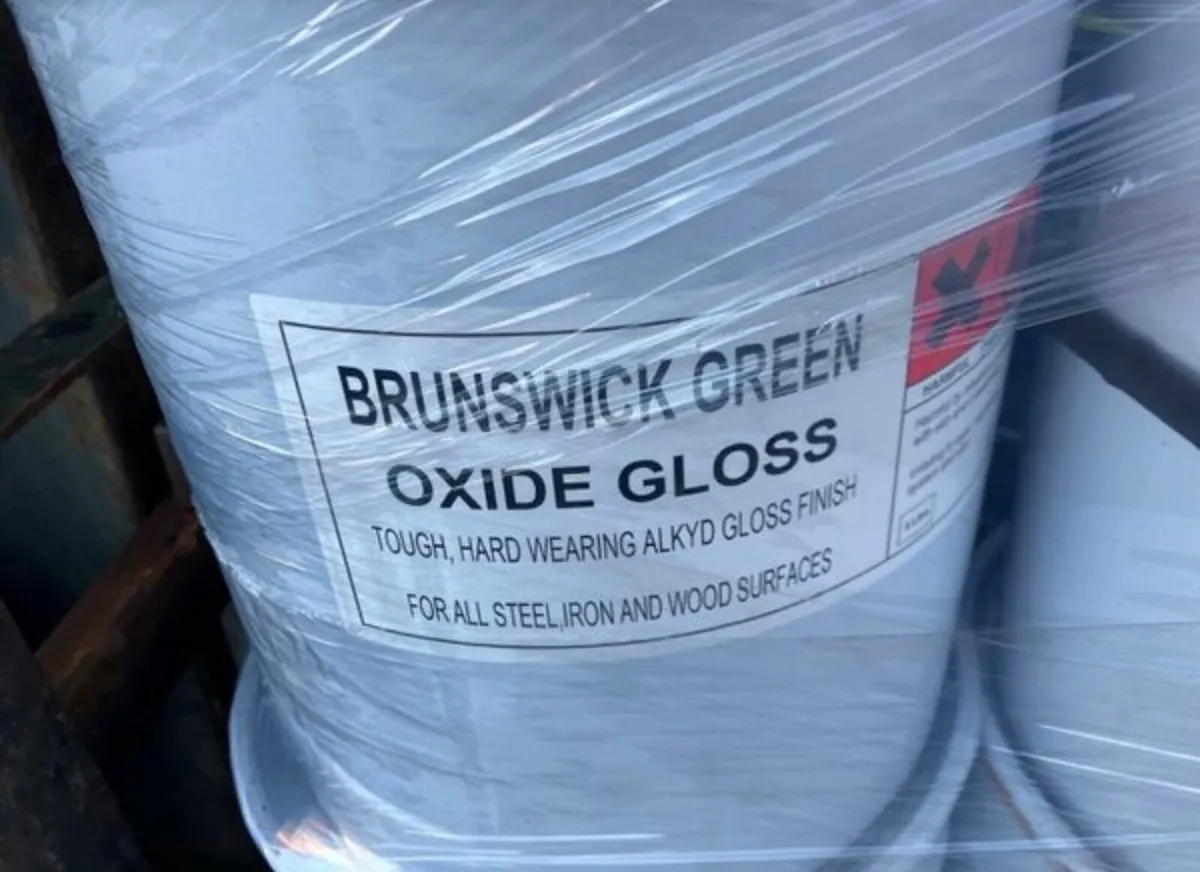 BRUNSWICK GREEN
OXIDE GLOSS
TOUGH, HARD WEARING ALKYD GLOSS FINISH
FOR ALL STEEL,IRON AND WOOD SURFACES